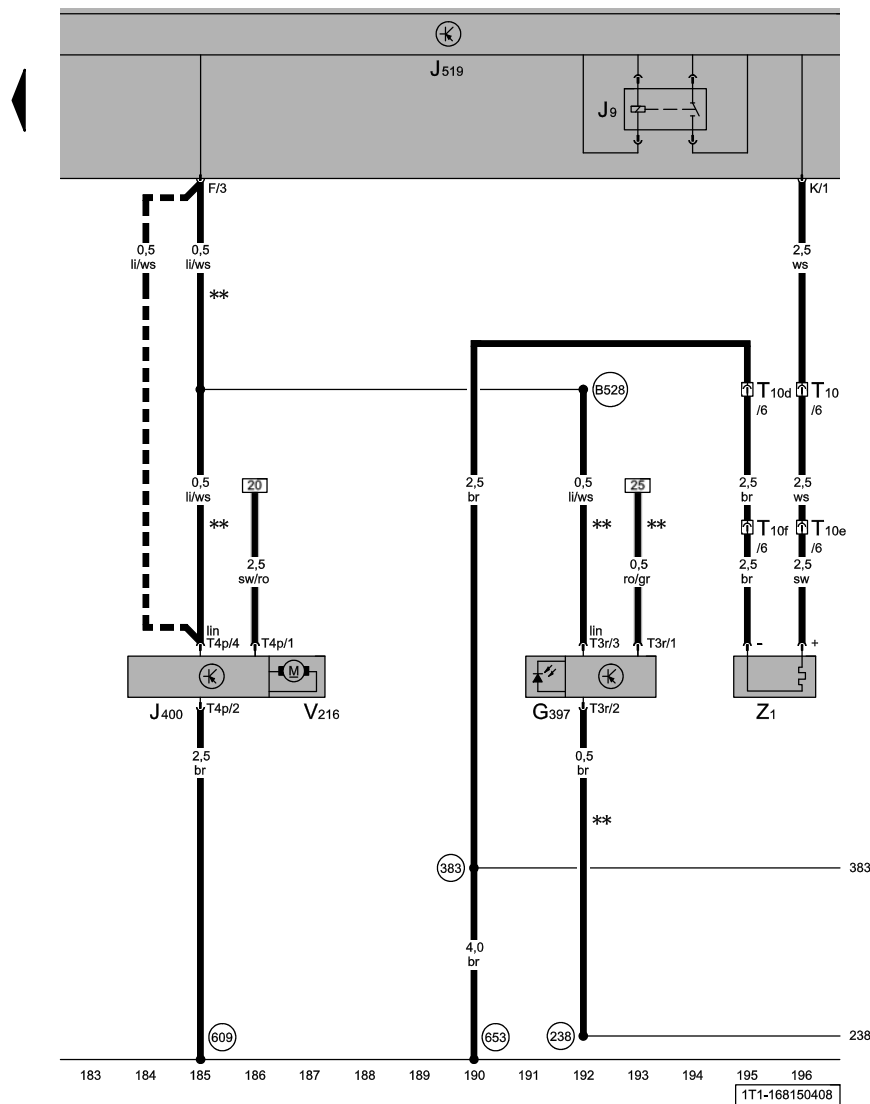 J519
J9
F/3
K/1
0,5
li/ws
0,5
li/ws
2,5
ws
**
B528
T10d
/6
T10
/6
0,5
li/ws
20
2,5
br
0,5
li/ws
25
2,5
br
2,5
ws
**
**
**
T10f
/6
T10e
/6
2,5
sw/ro
0,5
ro/gr
2,5
br
2,5
sw
lin
T4p/4
T4p/1
lin
T3r/3
T3r/1
-
+
M
J400
T4p/2
V216
G397
T3r/2
Z1
2,5
br
0,5
br
**
383
383
4,0
br
609
653
238
238
183 184 185 186 187 188 189 190 191 192 193 194 195 196
1T1-168150408